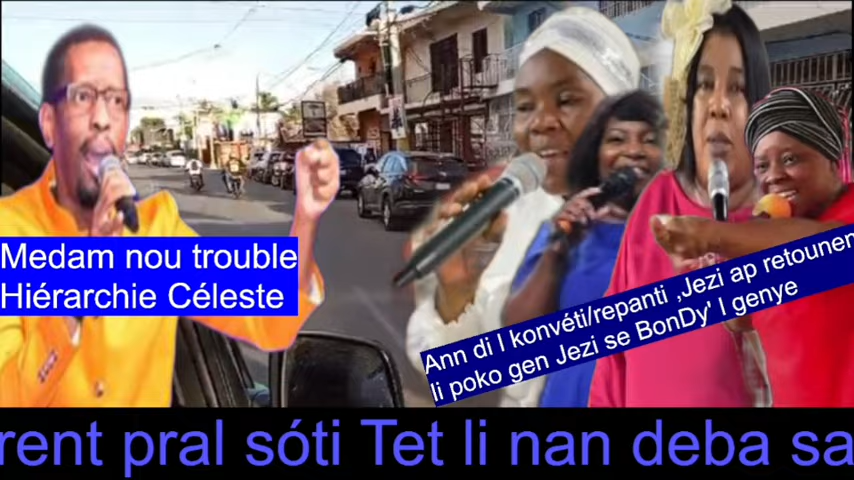 Medam nou trouble
Hiérarchie Céleste
Ann di l konvéti/repanti ,Jezi ap retounen
li poko gen Jezi se BonDy' l genye
rent pral sóti Tet li nan deba sa